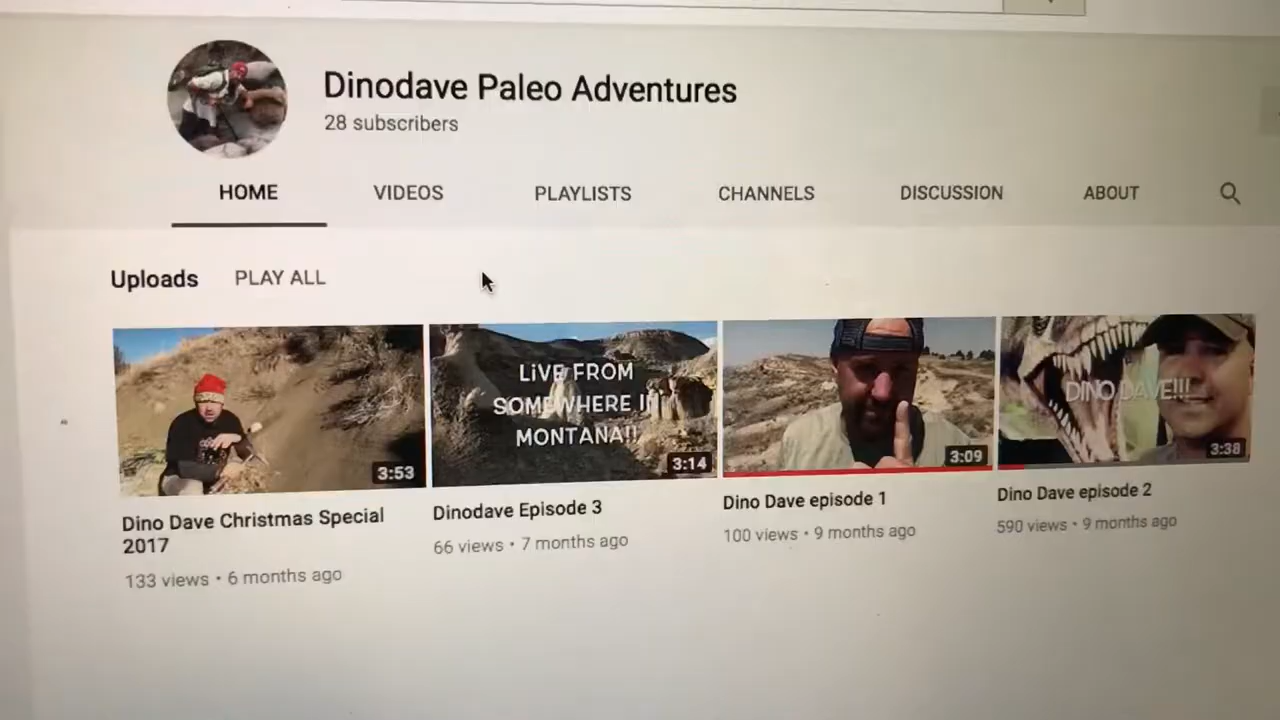 Dinodave Paleo Adventures
28 subscribers
HOME VIDEOS PLAYLISTS CHANNELS DISCUSSION ABOUT
Uploads PLAY ALL
LiVE FROM
SOMEWHERE IN
MONTANA!!
DINO DAVE!!!
3:53
3:14
3:09
3:38
Dino Dave Christmas Special
2017
133 views • 6 months ago
Dinodave Episode 3
66 views • 7 months ago
Dino Dave episode 1
100 views • 9 months ago
Dino Dave episode 2
590 views • 9 months ago